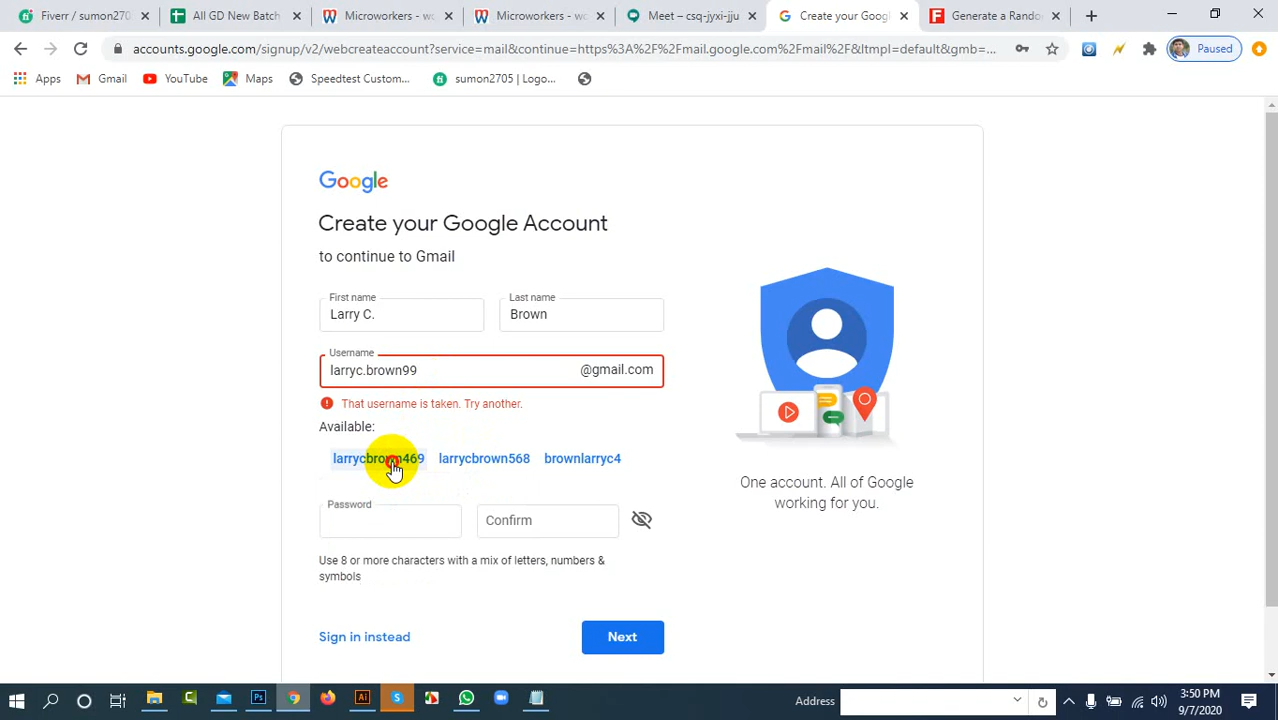 Fiverr / sumon270
All GD New Batch
Microworkers - wo
Microworkers - wo
Meet – csq-jyxi-jju
Create your Googl
Generate a Rando
accounts.google.com/signup/v2/webcreateaccount?service=mail&continue=https%3A%2F%2Fmail.google.com%2Fmail%2F&ltmpl=default&gmb=...
Paused
Apps
Gmail
YouTube
Maps
Speedtest Custom...
sumon2705 | Logo...
Google
Create your Google Account
to continue to Gmail
First name
Last name
Larry C.
Brown
Username
larryc.brown99
@gmail.com
That username is taken. Try another.
Available:
larrycbrown469
larrycbrown568
brownlarryc4
One account. All of Google
working for you.
Password
Confirm
Use 8 or more characters with a mix of letters, numbers &
symbols
Sign in instead
Next
Address
3:50 PM
9/7/2020